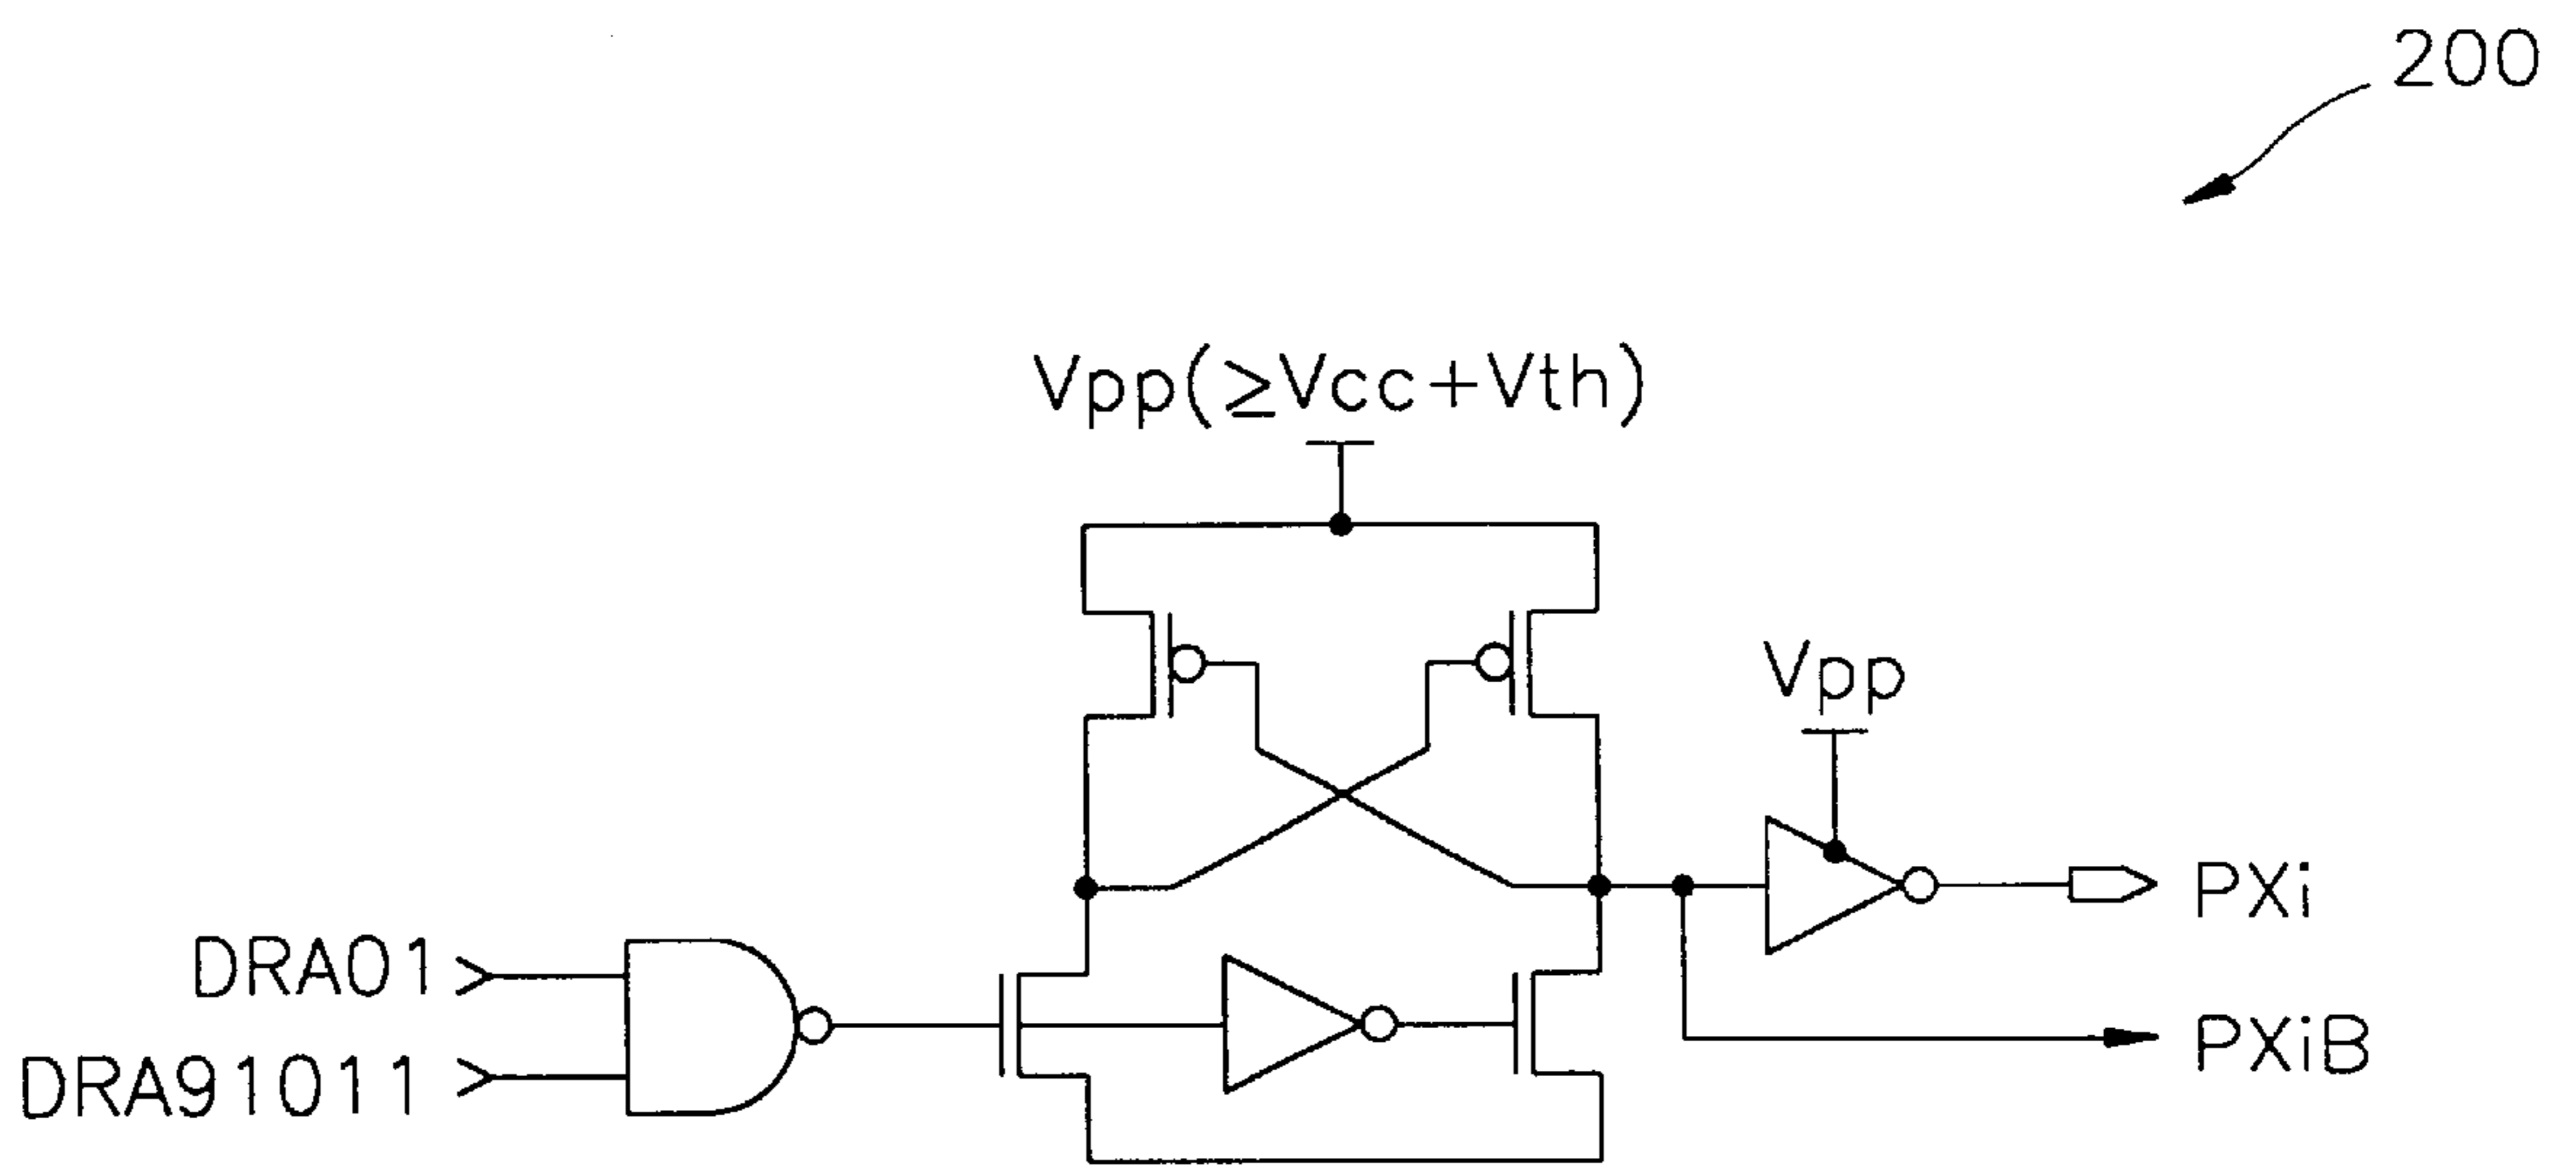 200
Vpp(≥Vcc+Vth)
Vpp
PXi
DRA01
PXiB
DRA91011